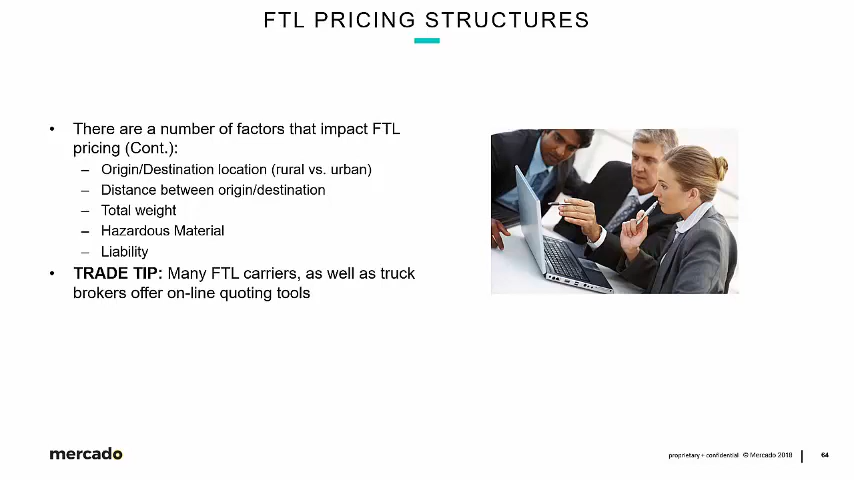 FTL PRICING STRUCTURES
• There are a number of factors that impact FTL
pricing (Cont.):
– Origin/Destination location (rural vs. urban)
– Distance between origin/destination
– Total weight
– Hazardous Material
– Liability
• TRADE TIP: Many FTL carriers, as well as truck
brokers offer on-line quoting tools
mercado
proprietary + confidential © Mercado 2018 | 64